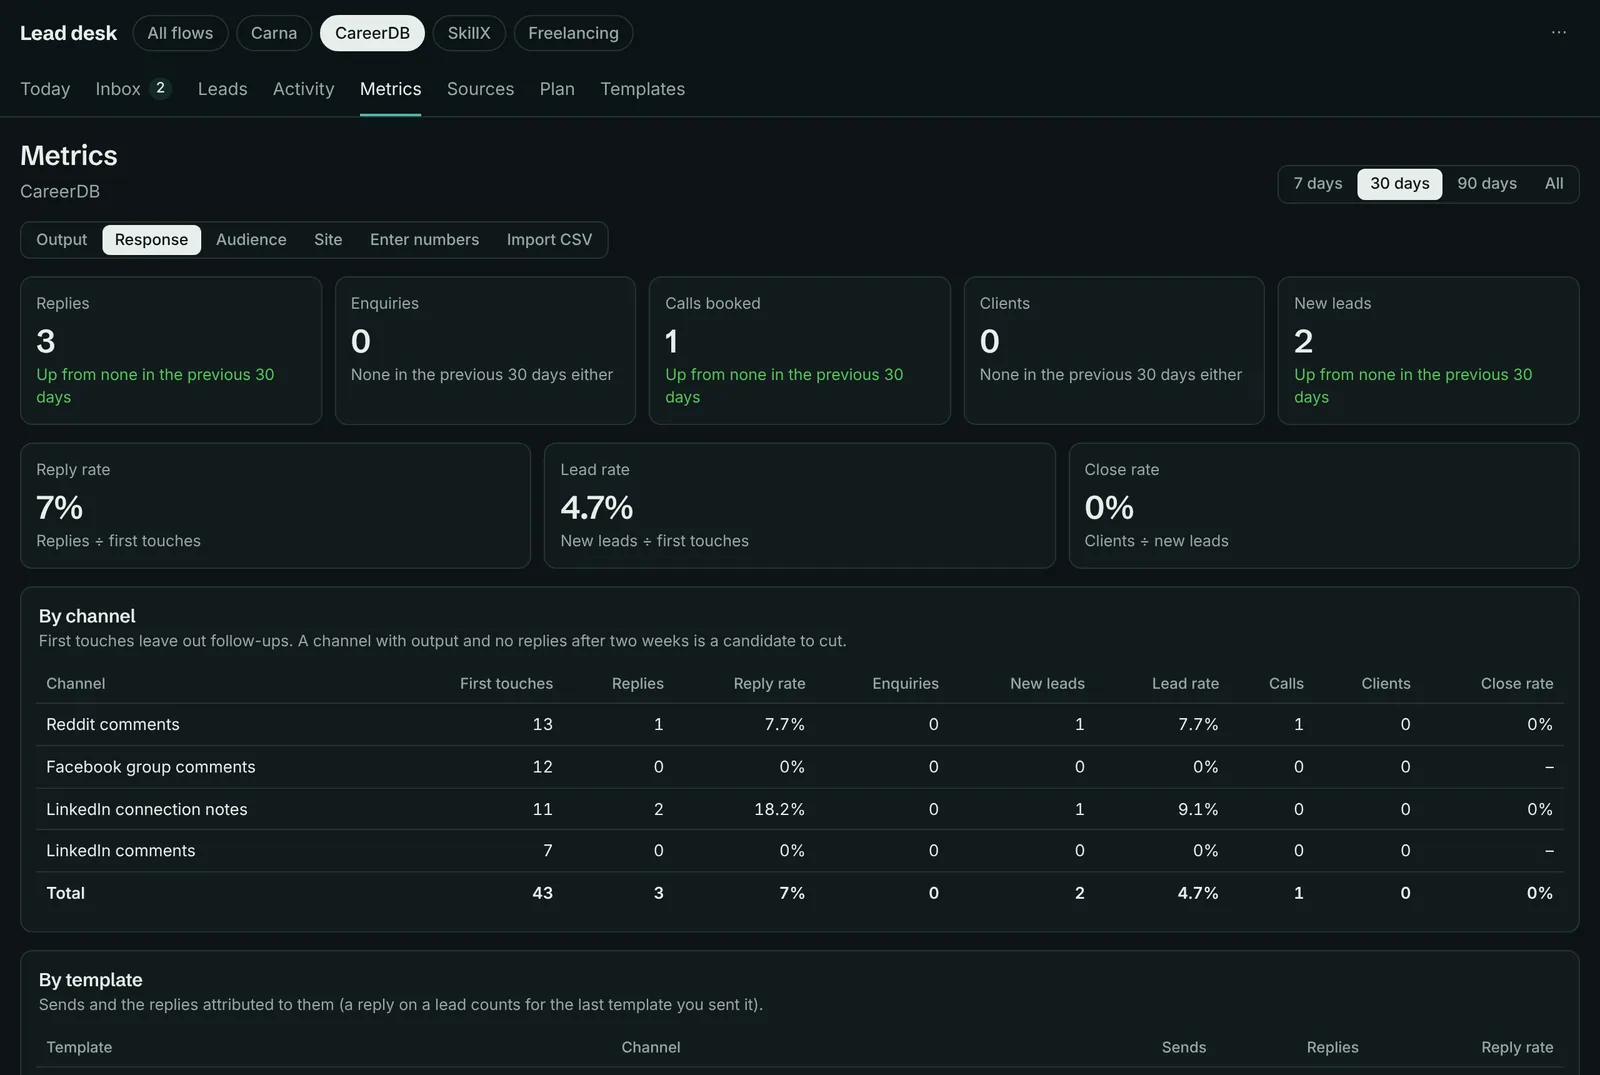 Lead desk All flows Carna CareerDB SkillX Freelancing ...
Today Inbox 2 Leads Activity Metrics Sources Plan Templates
Metrics
CareerDB
7 days 30 days 90 days All
Output Response Audience Site Enter numbers Import CSV
Replies
3
Up from none in the previous 30
days
Enquiries
0
None in the previous 30 days either
Calls booked
1
Up from none in the previous 30
days
Clients
0
None in the previous 30 days either
New leads
2
Up from none in the previous 30
days
Reply rate
7%
Replies ÷ first touches
Lead rate
4.7%
New leads ÷ first touches
Close rate
0%
Clients ÷ new leads
By channel
First touches leave out follow-ups. A channel with output and no replies after two weeks is a candidate to cut.
Channel First touches Replies Reply rate Enquiries New leads Lead rate Calls Clients Close rate
Reddit comments 13 1 7.7% 0 1 7.7% 1 0 0%
Facebook group comments 12 0 0% 0 0 0% 0 0 –
LinkedIn connection notes 11 2 18.2% 0 1 9.1% 0 0 0%
LinkedIn comments 7 0 0% 0 0 0% 0 0 –
Total 43 3 7% 0 2 4.7% 1 0 0%
By template
Sends and the replies attributed to them (a reply on a lead counts for the last template you sent it).
Template Channel Sends Replies Reply rate